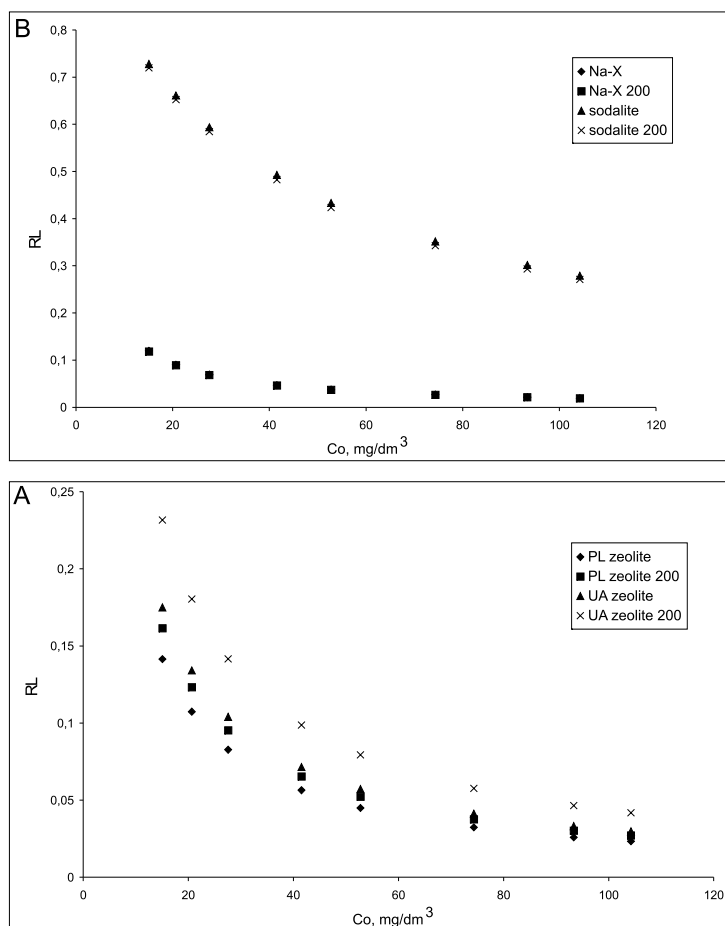 B
0,8
0,7
0,6
0,5
0,4
0,3
0,2
0,1
0
RL
0 20 40 60 80 100 120
Co, mg/dm³
Na-X
Na-X 200
sodalite
sodalite 200
A
0,25
0,2
0,15
0,1
0,05
0
RL
0 20 40 60 80 100 120
Co, mg/dm³
PL zeolite
PL zeolite 200
UA zeolite
UA zeolite 200